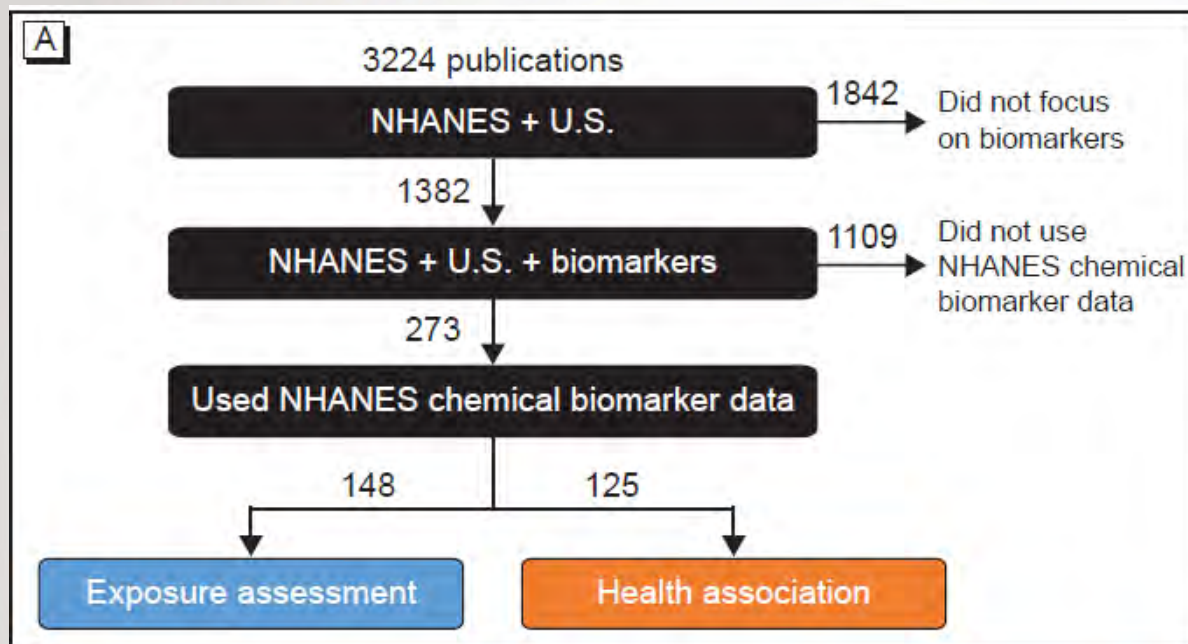 A
3224 publications
NHANES + U.S.
1842
Did not focus
on biomarkers
1382
NHANES + U.S. + biomarkers
1109
Did not use
NHANES chemical
biomarker data
273
Used NHANES chemical biomarker data
148
125
Exposure assessment
Health association